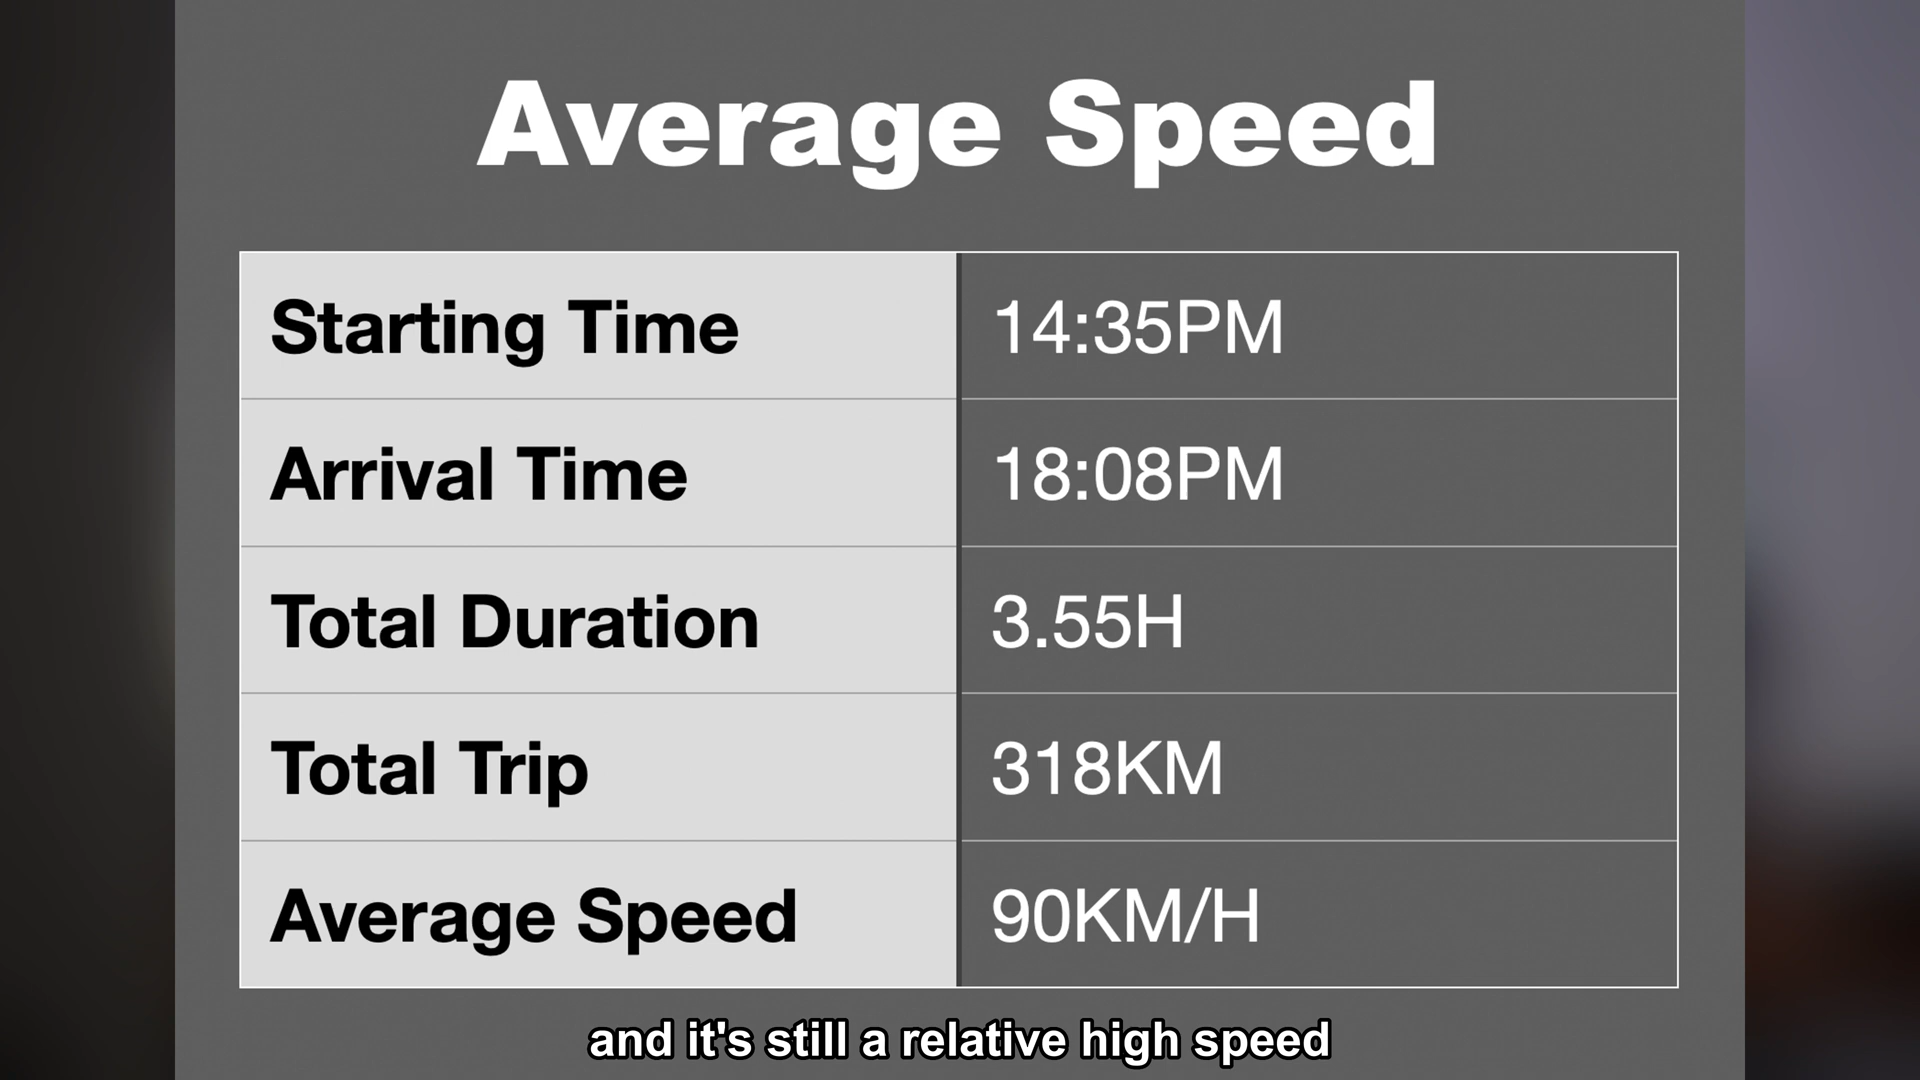 Average Speed
Starting Time 14:35PM
Arrival Time 18:08PM
Total Duration 3.55H
Total Trip 318KM
Average Speed 90KM/H
and it's still a relative high speed